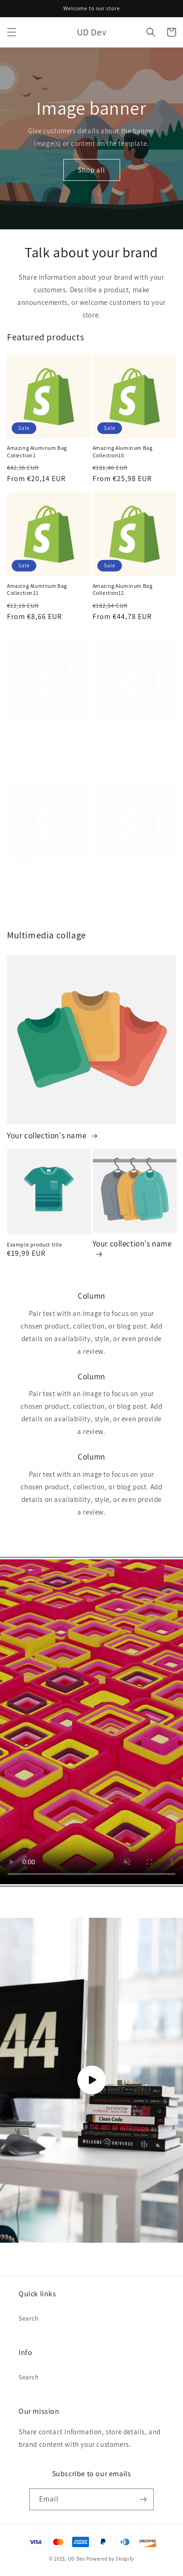 Welcome to our store
UD Dev
Image banner
Give customers details about the banner
image(s) or content on the template.
Shop all
Talk about your brand
Share information about your brand with your
customers. Describe a product, make
announcements, or welcome customers to your
store.
Featured products
Sale
Amazing Aluminum Bag
Collection1
€42,36 EUR
From €20,14 EUR
Sale
Amazing Aluminum Bag
Collection10
€101,46 EUR
From €25,98 EUR
Sale
Amazing Aluminum Bag
Collection11
€12,18 EUR
From €8,66 EUR
Sale
Amazing Aluminum Bag
Collection12
€182,54 EUR
From €44,78 EUR
Multimedia collage
Your collection's name
Example product title
€19,99 EUR
Your collection's name
Column
Pair text with an image to focus on your
chosen product, collection, or blog post. Add
details on availability, style, or even provide
a review.
Column
Pair text with an image to focus on your
chosen product, collection, or blog post. Add
details on availability, style, or even provide
a review.
Column
Pair text with an image to focus on your
chosen product, collection, or blog post. Add
details on availability, style, or even provide
a review.
0:00
44
Clean Code
THE ART OF INTRUSION
WORLDWIDE DEVELOPER
Quick links
Search
Info
Search
Our mission
Share contact information, store details, and
brand content with your customers.
Subscribe to our emails
Email
VISA
DISCOVER
© 2025, UD Dev Powered by Shopify